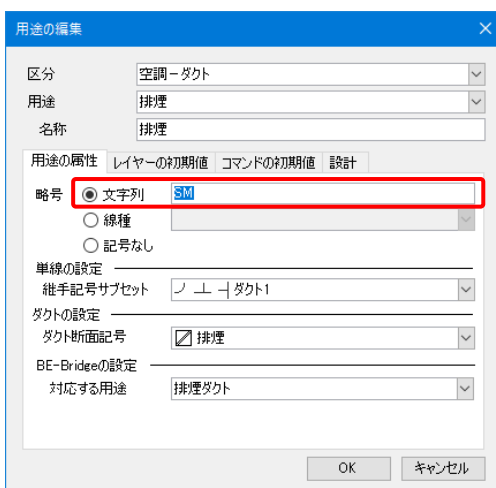 用途の編集
区分 空調－ダクト
用途 排煙
名称 排煙
用途の属性 レイヤーの初期値 コマンドの初期値 設計
略号 文字列 SM
線種
記号なし
単線の設定
継手記号サブセット ダクト1
ダクトの設定
ダクト断面記号 排煙
BE-Bridgeの設定
対応する用途 排煙ダクト
OK キャンセル